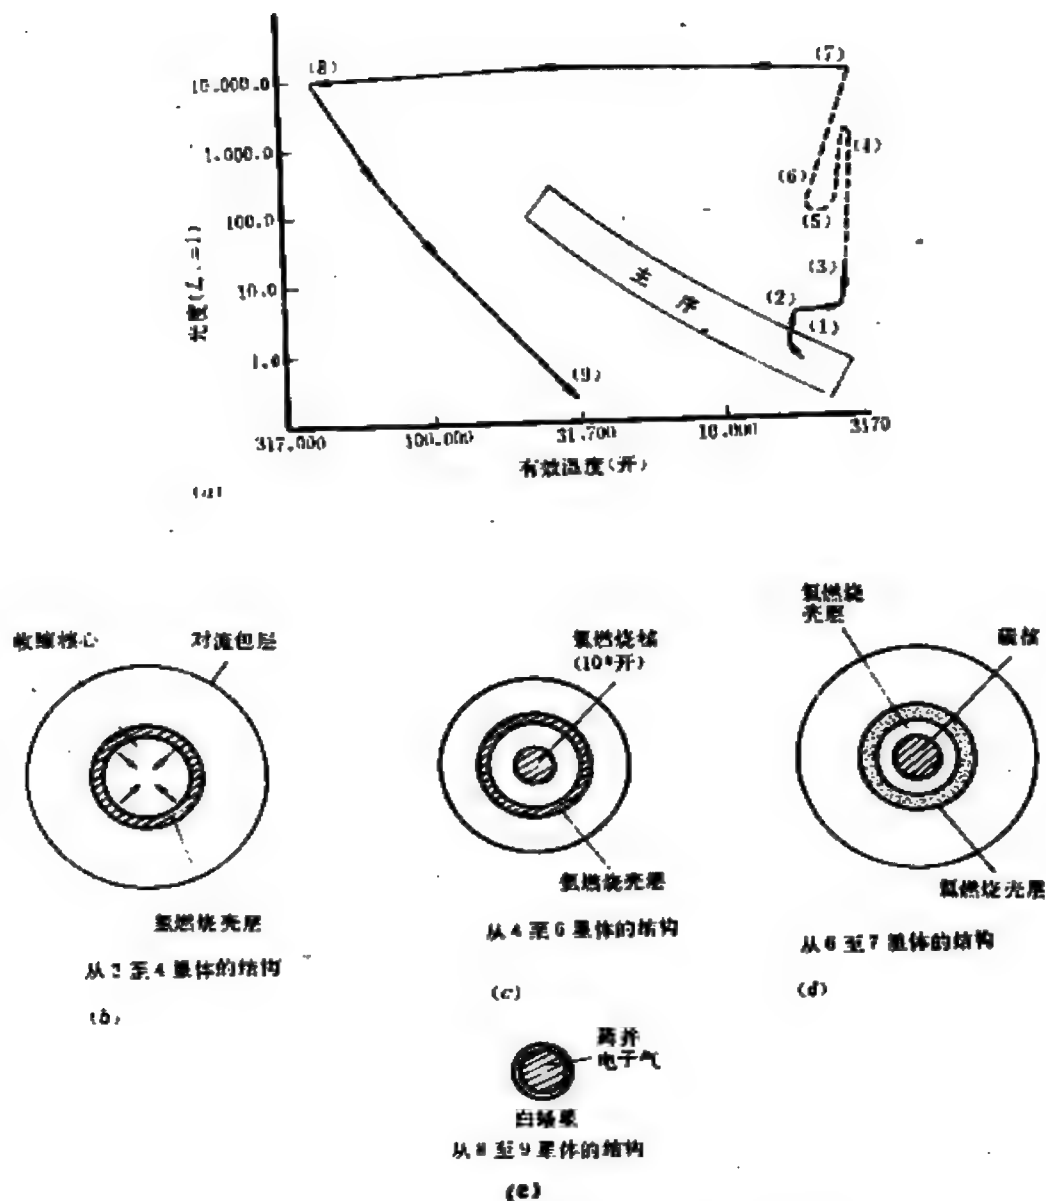 (8)
(7)
10.000.0
1.000.0
100.0
10.0
1.0
光度(L.=1)
(4)
(6)
(5)
(3)
(2)
(1)
主序
(9)
317.000
100.000
31.700
10.000
3170
有效温度(开)
(a)
收缩核心
对流包层
氢燃烧壳层
从2至4星体的结构
(b)
氦燃烧核
(10⁸开)
氢燃烧壳层
从4至6星体的结构
(c)
氦燃烧
壳层
碳核
氢燃烧壳层
从6至7星体的结构
(d)
简并
电子气
白矮星
从8至9星体的结构
(e)